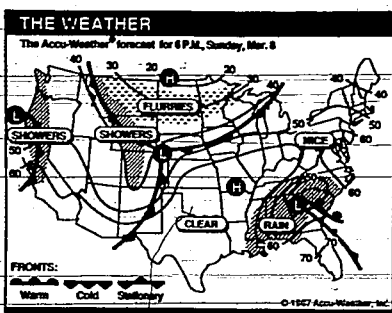 THE WEATHER
The Accu-Weather® forecast for 6 P.M., Sunday, Mar. 8
40 30 20 H 20 30 40 40
FLURRIES
L
SHOWERS SHOWERS
50 NICE
50 L 60
60 H 50
60
L
CLEAR RAIN
60 70
70
FRONTS:
Warm Cold Stationary
© 1987 Accu-Weather, Inc.